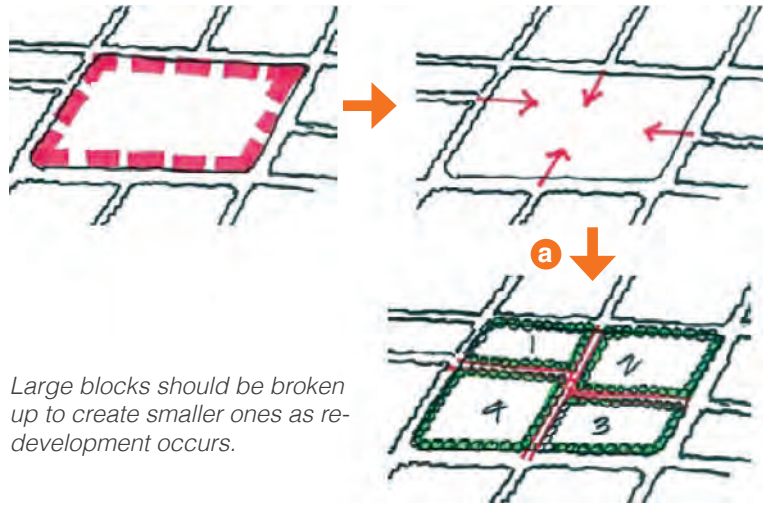 a
1
2
4
3
Large blocks should be broken
up to create smaller ones as re-
development occurs.